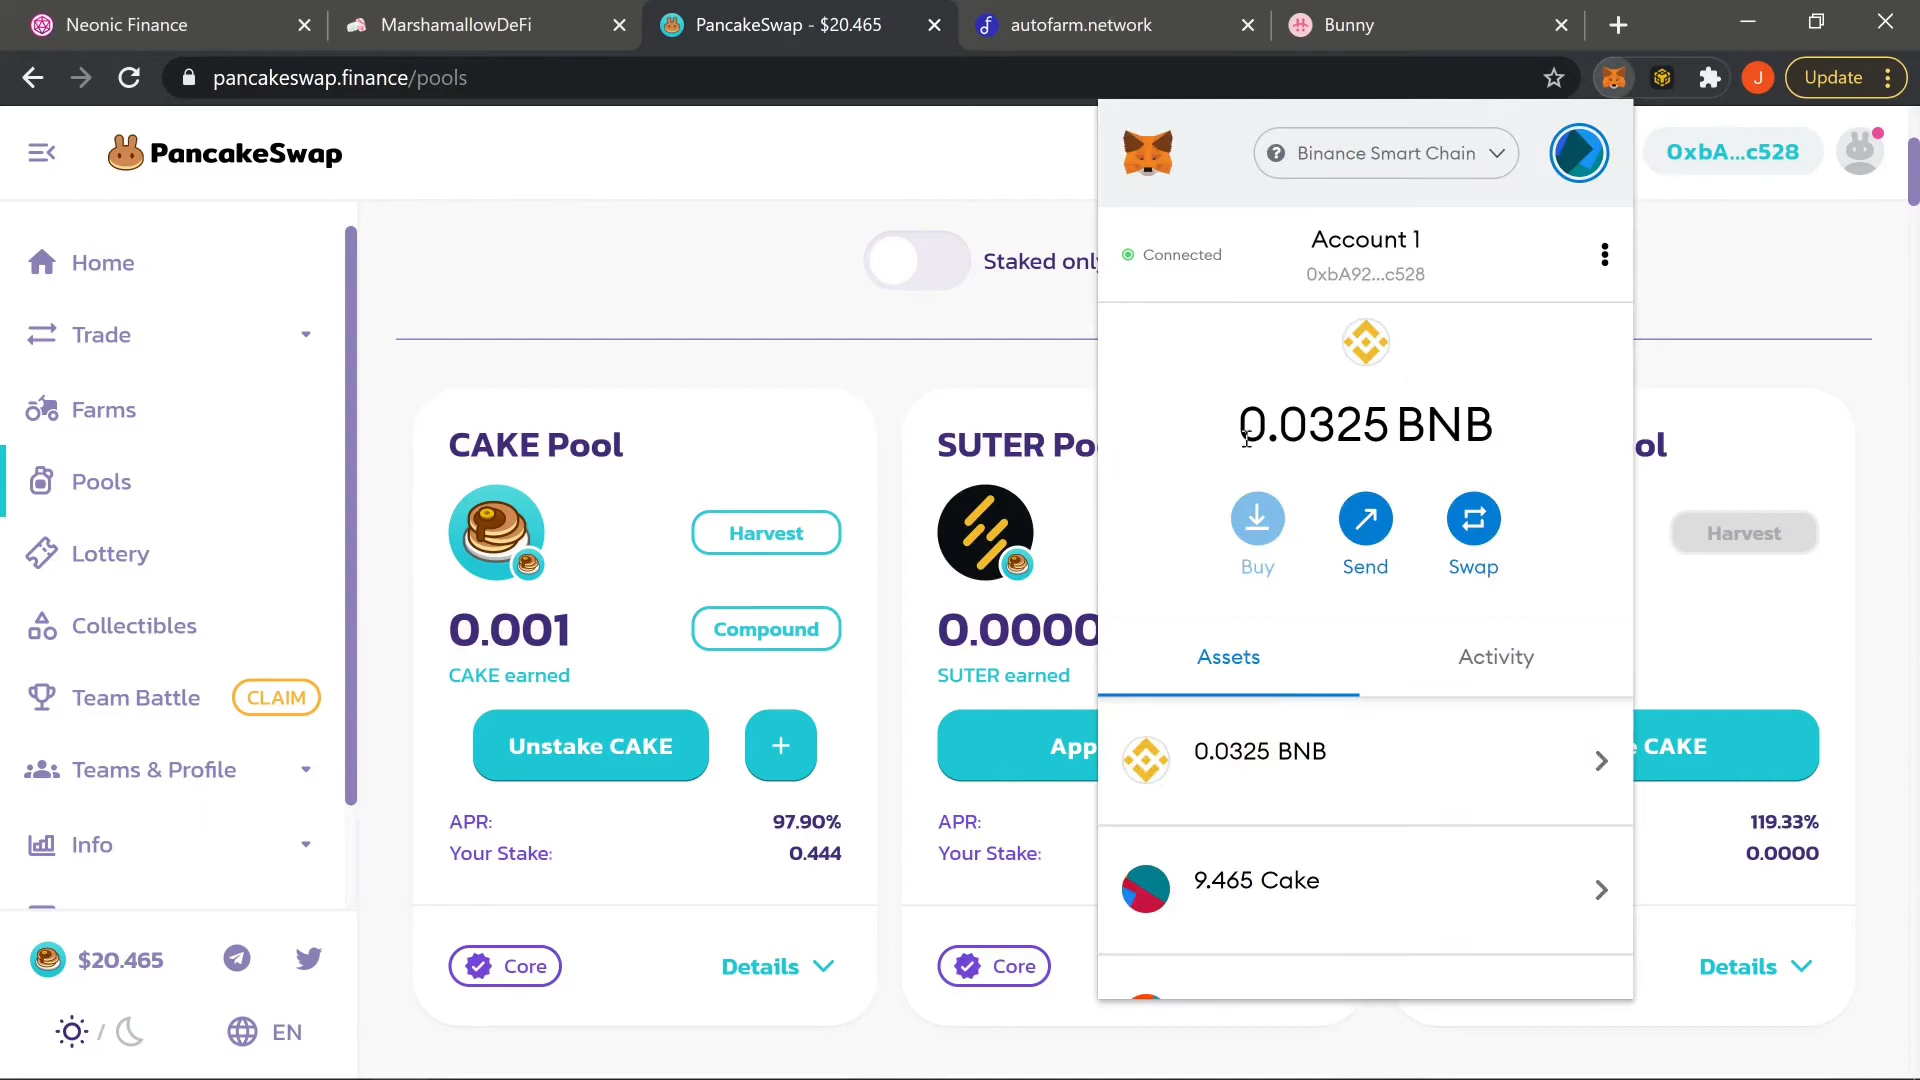 Neonic Finance
MarshamallowDeFi
PancakeSwap - $20.465
autofarm.network
Bunny
pancakeswap.finance/pools
J
Update
PancakeSwap
Binance Smart Chain
0xbA...c528
Home
Trade
Farms
Pools
Lottery
Collectibles
Team Battle
CLAIM
Teams & Profile
Info
$20.465
/
EN
Staked only
CAKE Pool
Harvest
0.001
CAKE earned
Compound
Unstake CAKE
+
APR:
97.90%
Your Stake:
0.444
Core
Details
SUTER Po
0.0000
SUTER earned
App
APR:
Your Stake:
Core
Connected
Account 1
0xbA92...c528
0.0325 BNB
Buy
Send
Swap
Assets
Activity
0.0325 BNB
9.465 Cake
ol
Harvest
CAKE
119.33%
0.0000
Details